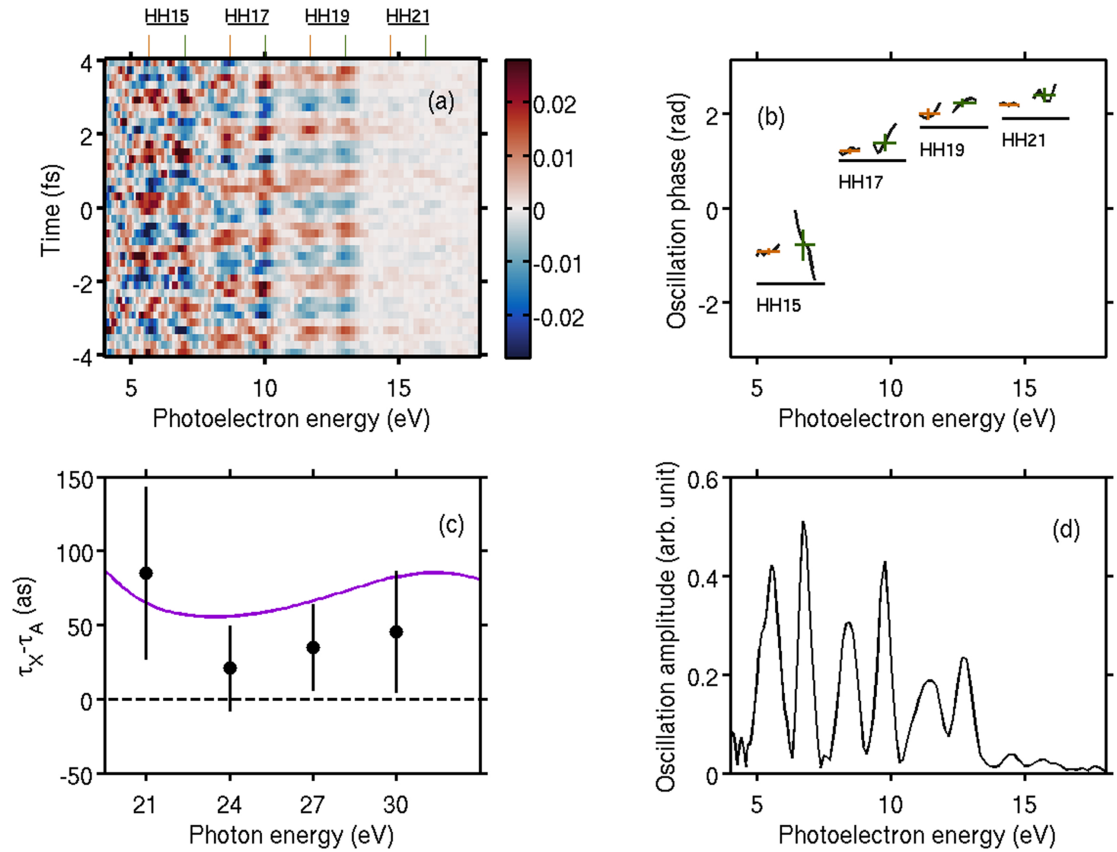 HH15 HH17 HH19 HH21
4
2
0
-2
-4
Time (fs)
(a)
5 10 15
Photoelectron energy (eV)
0.02
0.01
0
-0.01
-0.02
2
0
-2
Oscillation phase (rad)
(b)
HH15
HH17
HH19
HH21
5 10 15
Photoelectron energy (eV)
150
100
50
0
-50
τX-τA (as)
(c)
21 24 27 30
Photon energy (eV)
0.6
0.4
0.2
0
Oscillation amplitude (arb. unit)
(d)
5 10 15
Photoelectron energy (eV)